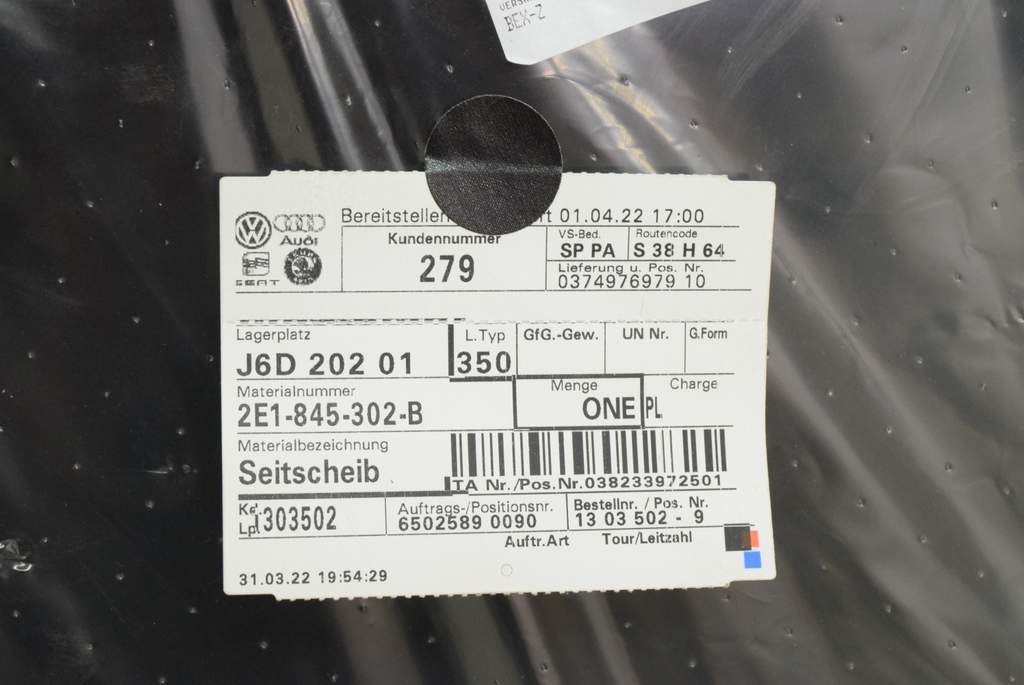 BEX-Z
Audi
SEAT
Bereitstellen 01.04.22 17:00
Kundennummer
279
VS-Bed.
SP PA
Routencode
S 38 H 64
Lieferung u. Pos. Nr.
0374976979 10
Lagerplatz
J6D 202 01
L.Typ
350
GfG.-Gew.
UN Nr.
G.Form
Materialnummer
2E1-845-302-B
Menge
ONE
Charge
PL
Materialbezeichnung
Seitscheib
TA Nr./Pos.Nr.038233972501
303502
Auftrags-/Positionsnr.
6502589 0090
Bestellnr. / Pos. Nr.
13 03 502 - 9
Auftr.Art
Tour/Leitzahl
31.03.22 19:54:29